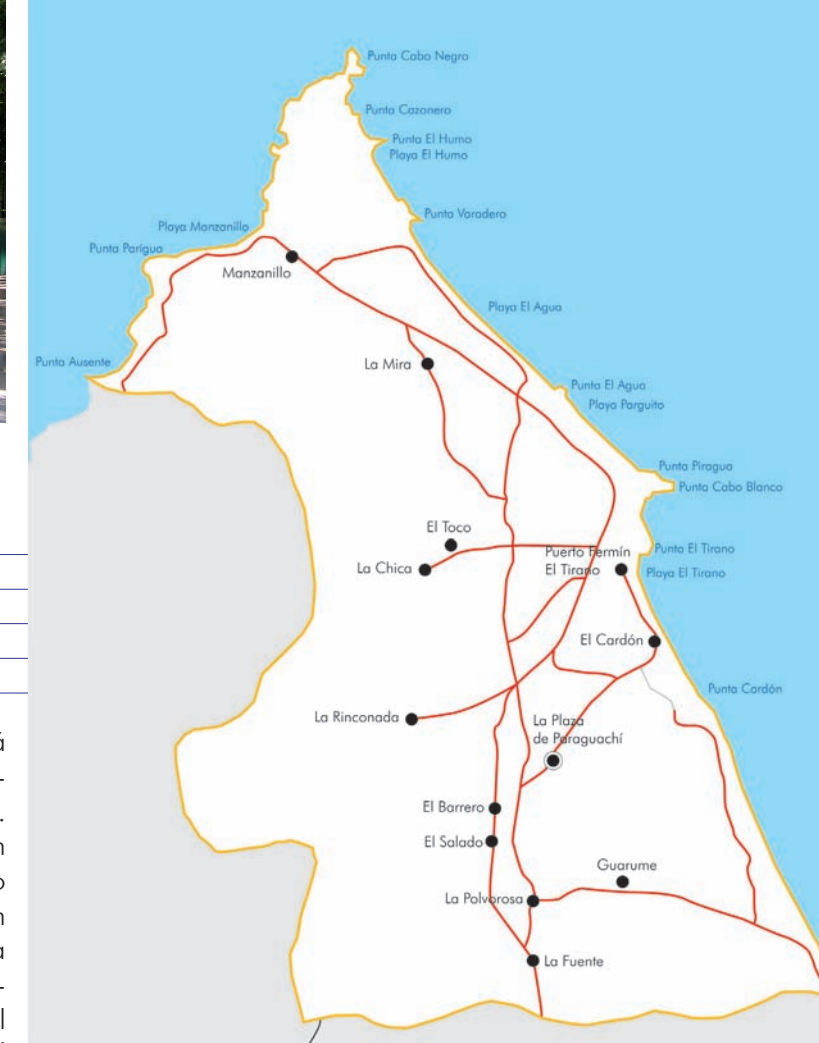 Punta Cabo Negro
Punta Cazonero
Punta El Humo
Playa El Humo
Punta Varadero
Playa Manzanillo
Punta Parigua
Manzanillo
Playa El Agua
Punta Ausente
La Mira
Punta El Agua
Playa Parguito
Punta Piragua
Punta Cabo Blanco
El Toco
Puerto Fermín
El Tirano
Punta El Tirano
Playa El Tirano
La Chica
El Cardón
Punta Cardón
La Rinconada
La Plaza
de Paraguachí
El Barrero
El Salado
Guarume
La Polvorosa
La Fuente